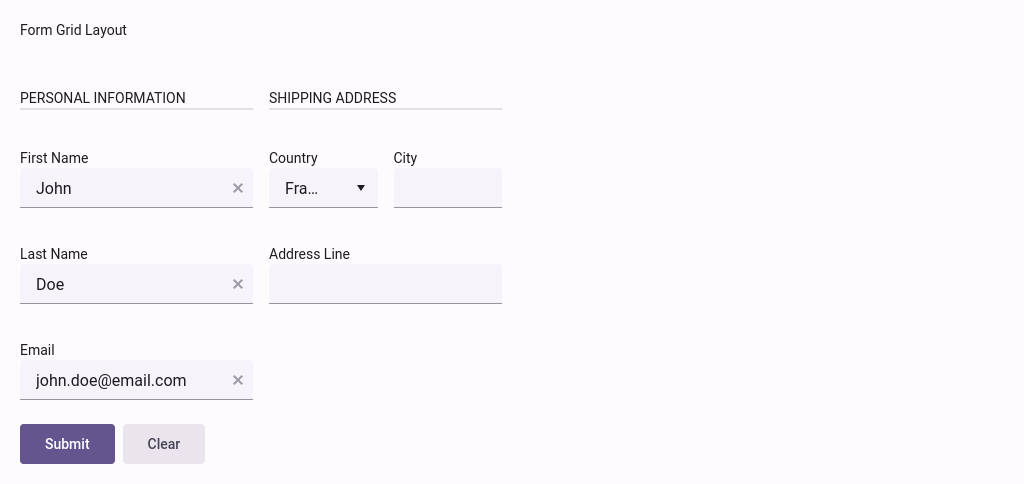 Form Grid Layout
PERSONAL INFORMATION
First Name
John
Last Name
Doe
Email
john.doe@email.com
SHIPPING ADDRESS
Country
Fra...
City
Address Line
Submit
Clear